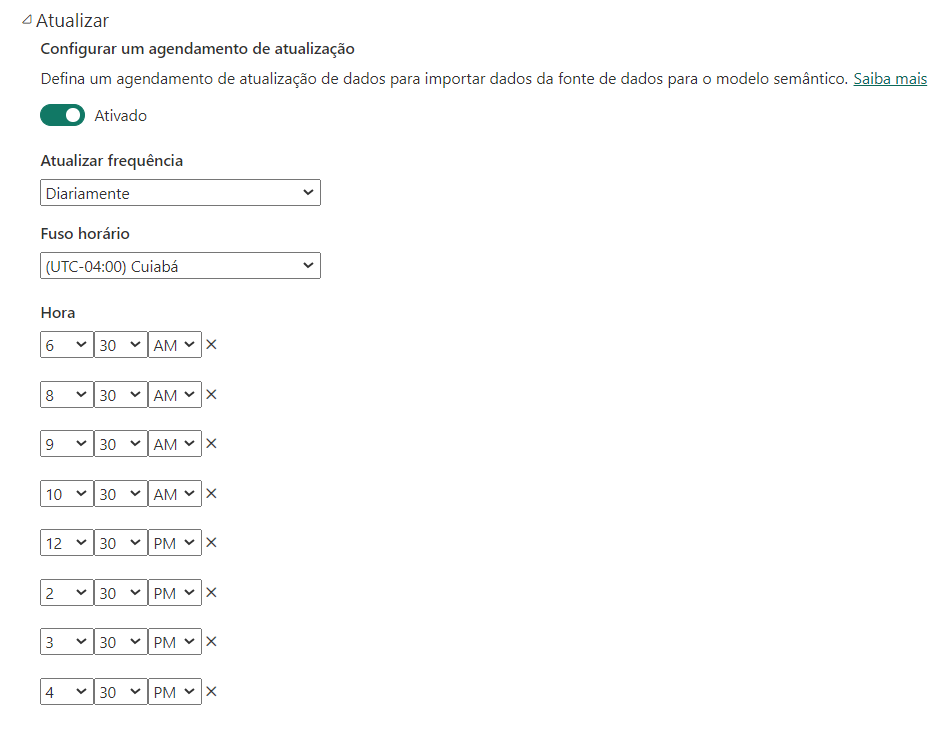 Atualizar
Configurar um agendamento de atualização
Defina um agendamento de atualização de dados para importar dados da fonte de dados para o modelo semântico. Saiba mais
Ativado
Atualizar frequência
Diariamente
Fuso horário
(UTC-04:00) Cuiabá
Hora
6 30 AM
8 30 AM
9 30 AM
10 30 AM
12 30 PM
2 30 PM
3 30 PM
4 30 PM